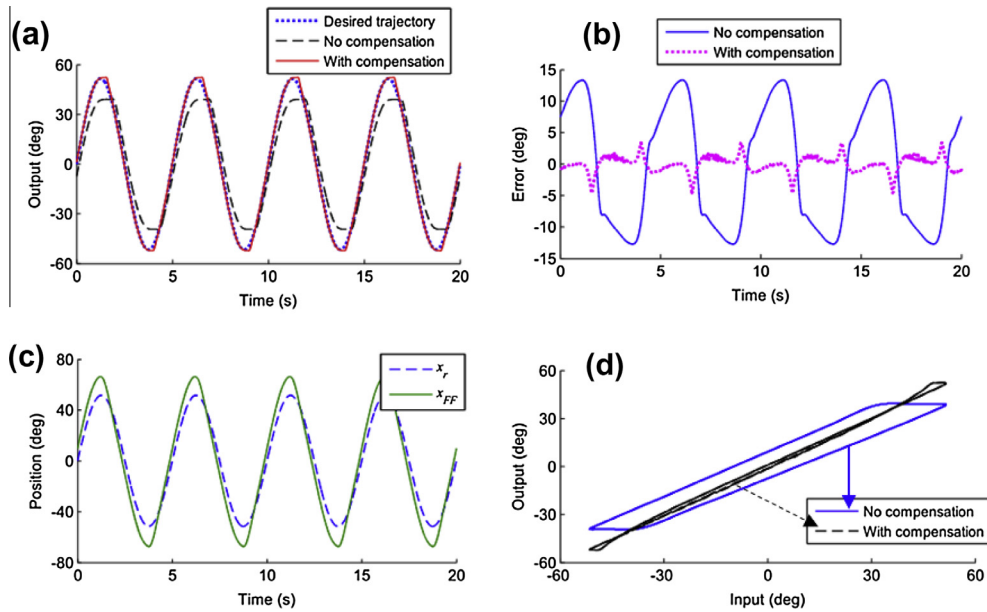 (a)
Desired trajectory
No compensation
With compensation
60
30
0
-30
-60
Output (deg)
0 5 10 15 20
Time (s)
(b)
No compensation
With compensation
15
10
5
0
-5
-10
-15
Error (deg)
0 5 10 15 20
Time (s)
(c)
x_r
x_FF
80
40
0
-40
-80
Position (deg)
0 5 10 15 20
Time (s)
(d)
60
30
0
-30
-60
Output (deg)
No compensation
With compensation
-60 -30 0 30 60
Input (deg)